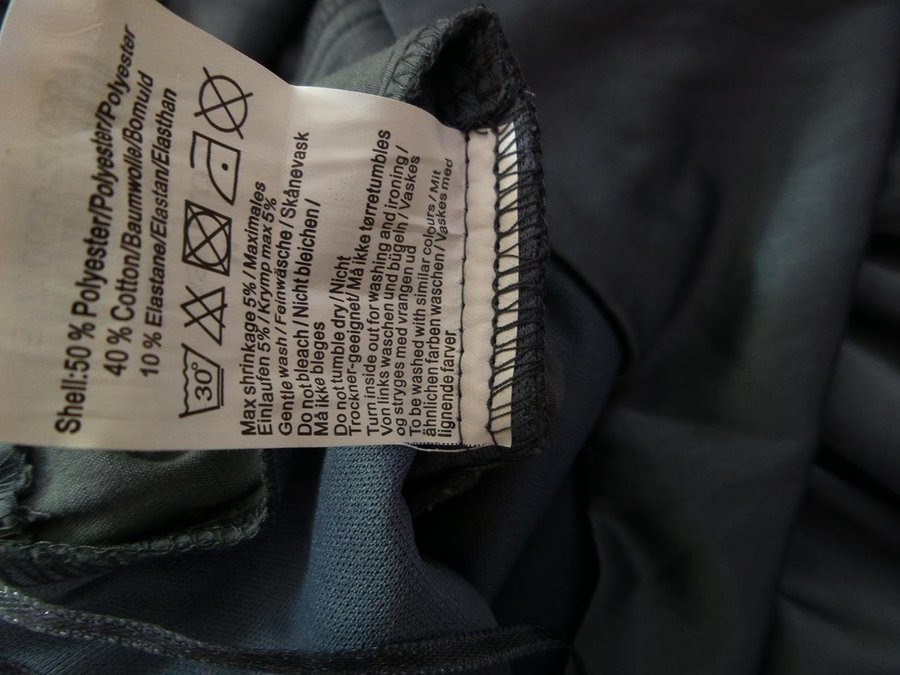 Shell:50 % Polyester/Polyester/Polyester
40 % Cotton/Baumwolle/Bomuld
10 % Elastane/Elastan/Elasthan
30°
Max shrinkage 5% / Maximales
Einlaufen 5% / Krymp max 5%
Gentle wash / Feinwäsche / Skånevask
Do not bleach / Nicht bleichen /
Må ikke bleges
Do not tumble dry / Nicht
Trockner-geeignet/ Må ikke tørretumbles
Turn inside out for washing and ironing /
Von links waschen und bügeln / Vaskes
og stryges med vrangen ud
To be washed with similar colours / Mit
ähnlichen farben waschen / Vaskes med
lignende farver